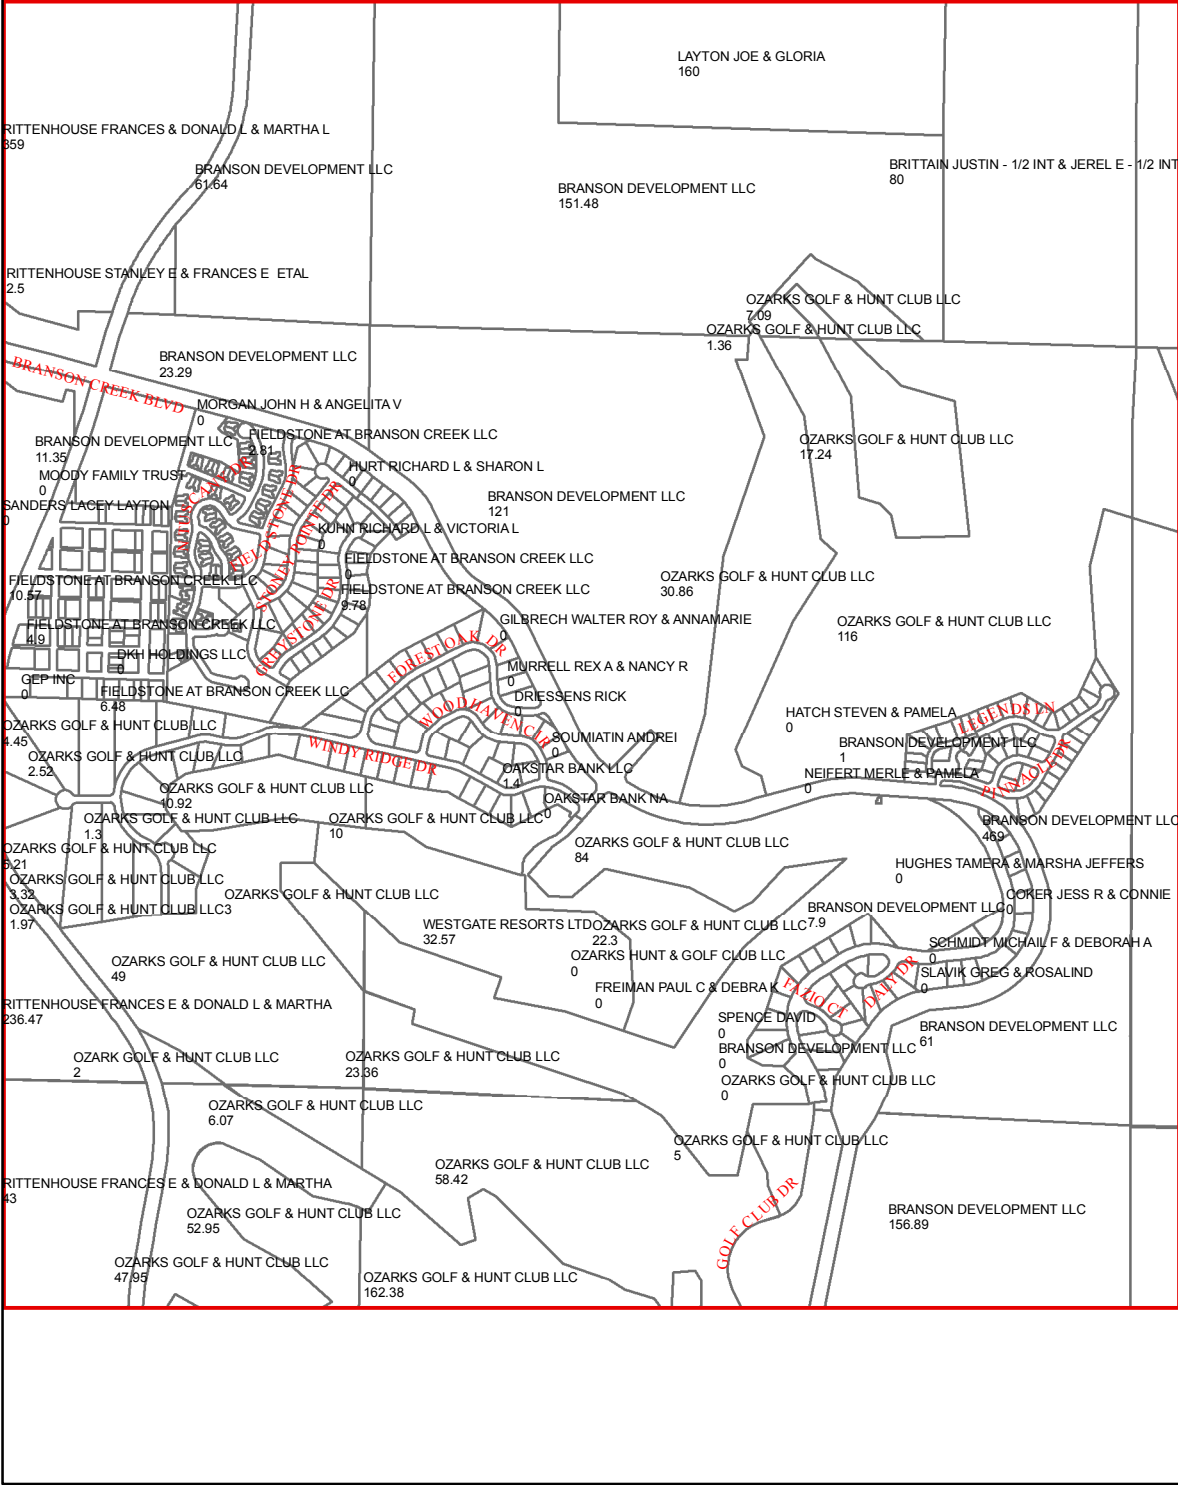 LAYTON JOE & GLORIA
160
RITTENHOUSE FRANCES & DONALD L & MARTHA L
359
BRANSON DEVELOPMENT LLC
61.64
BRITTAIN JUSTIN - 1/2 INT & JEREL E - 1/2 INT
80
BRANSON DEVELOPMENT LLC
151.48
RITTENHOUSE STANLEY E & FRANCES E ETAL
2.5
OZARKS GOLF & HUNT CLUB LLC
7.09
OZARKS GOLF & HUNT CLUB LLC
1.36
BRANSON DEVELOPMENT LLC
23.29
BRANSON CREEK BLVD
MORGAN JOHN H & ANGELITA V
0
BRANSON DEVELOPMENT LLC
11.35
FIELDSTONE AT BRANSON CREEK LLC
2.81
OZARKS GOLF & HUNT CLUB LLC
17.24
MOODY FAMILY TRUST
0
HURT RICHARD L & SHARON L
0
BRANSON DEVELOPMENT LLC
121
SANDERS LACEY LAYTON
0
FIELDSTONE DR
STONEY POINTE DR
KUHN RICHARD L & VICTORIA L
0
FIELDSTONE AT BRANSON CREEK LLC
0
OZARKS GOLF & HUNT CLUB LLC
30.86
FIELDSTONE AT BRANSON CREEK LLC
10.57
FIELDSTONE AT BRANSON CREEK LLC
9.78
GREYSTONE DR
FIELDSTONE AT BRANSON CREEK LLC
4.9
GILBRECH WALTER ROY & ANNAMARIE
0
OZARKS GOLF & HUNT CLUB LLC
116
FOREST OAK DR
DKH HOLDINGS LLC
0
MURRELL REX A & NANCY R
0
GEP INC
0
FIELDSTONE AT BRANSON CREEK LLC
6.48
DRIESSENS RICK
0
WOODHAVEN CIR
HATCH STEVEN & PAMELA
0
LEGENDS LN
OZARKS GOLF & HUNT CLUB LLC
4.45
SOUMIATIN ANDREI
0
BRANSON DEVELOPMENT LLC
1
WINDY RIDGE DR
OZARKS GOLF & HUNT CLUB LLC
2.52
OAKSTAR BANK LLC
1.4
NEIFERT MERLE & PAMELA
0
PINNACLE DR
OZARKS GOLF & HUNT CLUB LLC
10.92
OAKSTAR BANK NA
0
OZARKS GOLF & HUNT CLUB LLC
1.3
OZARKS GOLF & HUNT CLUB LLC
10
BRANSON DEVELOPMENT LLC
469
OZARKS GOLF & HUNT CLUB LLC
84
OZARKS GOLF & HUNT CLUB LLC
5.21
HUGHES TAMERA & MARSHA JEFFERS
0
OZARKS GOLF & HUNT CLUB LLC
3.32
OZARKS GOLF & HUNT CLUB LLC
3
COKER JESS R & CONNIE
0
OZARKS GOLF & HUNT CLUB LLC
1.97
BRANSON DEVELOPMENT LLC
7.9
WESTGATE RESORTS LTD
32.57
OZARKS GOLF & HUNT CLUB LLC
22.3
SCHMIDT MICHAIL F & DEBORAH A
0
OZARKS GOLF & HUNT CLUB LLC
49
OZARKS HUNT & GOLF CLUB LLC
0
SLAVIK GREG & ROSALIND
0
DALY DR
FAZIO CT
FREIMAN PAUL C & DEBRA K
0
RITTENHOUSE FRANCES E & DONALD L & MARTHA
236.47
SPENCE DAVID
0
BRANSON DEVELOPMENT LLC
61
BRANSON DEVELOPMENT LLC
0
OZARK GOLF & HUNT CLUB LLC
2
OZARKS GOLF & HUNT CLUB LLC
23.36
OZARKS GOLF & HUNT CLUB LLC
0
OZARKS GOLF & HUNT CLUB LLC
6.07
OZARKS GOLF & HUNT CLUB LLC
5
OZARKS GOLF & HUNT CLUB LLC
58.42
RITTENHOUSE FRANCES E & DONALD L & MARTHA
43
GOLF CLUB DR
OZARKS GOLF & HUNT CLUB LLC
52.95
BRANSON DEVELOPMENT LLC
156.89
OZARKS GOLF & HUNT CLUB LLC
47.95
OZARKS GOLF & HUNT CLUB LLC
162.38